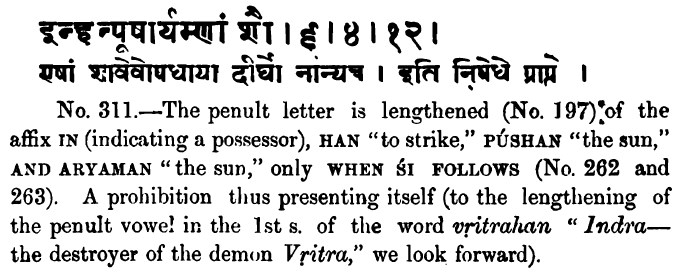 इन्हन्पूषार्यम्णां शौ । ६ । ४ । १२ ।
एषां शावेवोपधाया दीर्घो नान्यच । इति निषेधे प्राप्ते ।
No. 311.—The penult letter is lengthened (No. 197) of the
affix IN (indicating a possessor), HAN "to strike," PÚSHAN "the sun,"
AND ARYAMAN "the sun," only WHEN ŚI FOLLOWS (No. 262 and
263). A prohibition thus presenting itself (to the lengthening of
the penult vowel in the 1st s. of the word vṛitrahan "Indra—
the destroyer of the demon Vṛitra," we look forward).